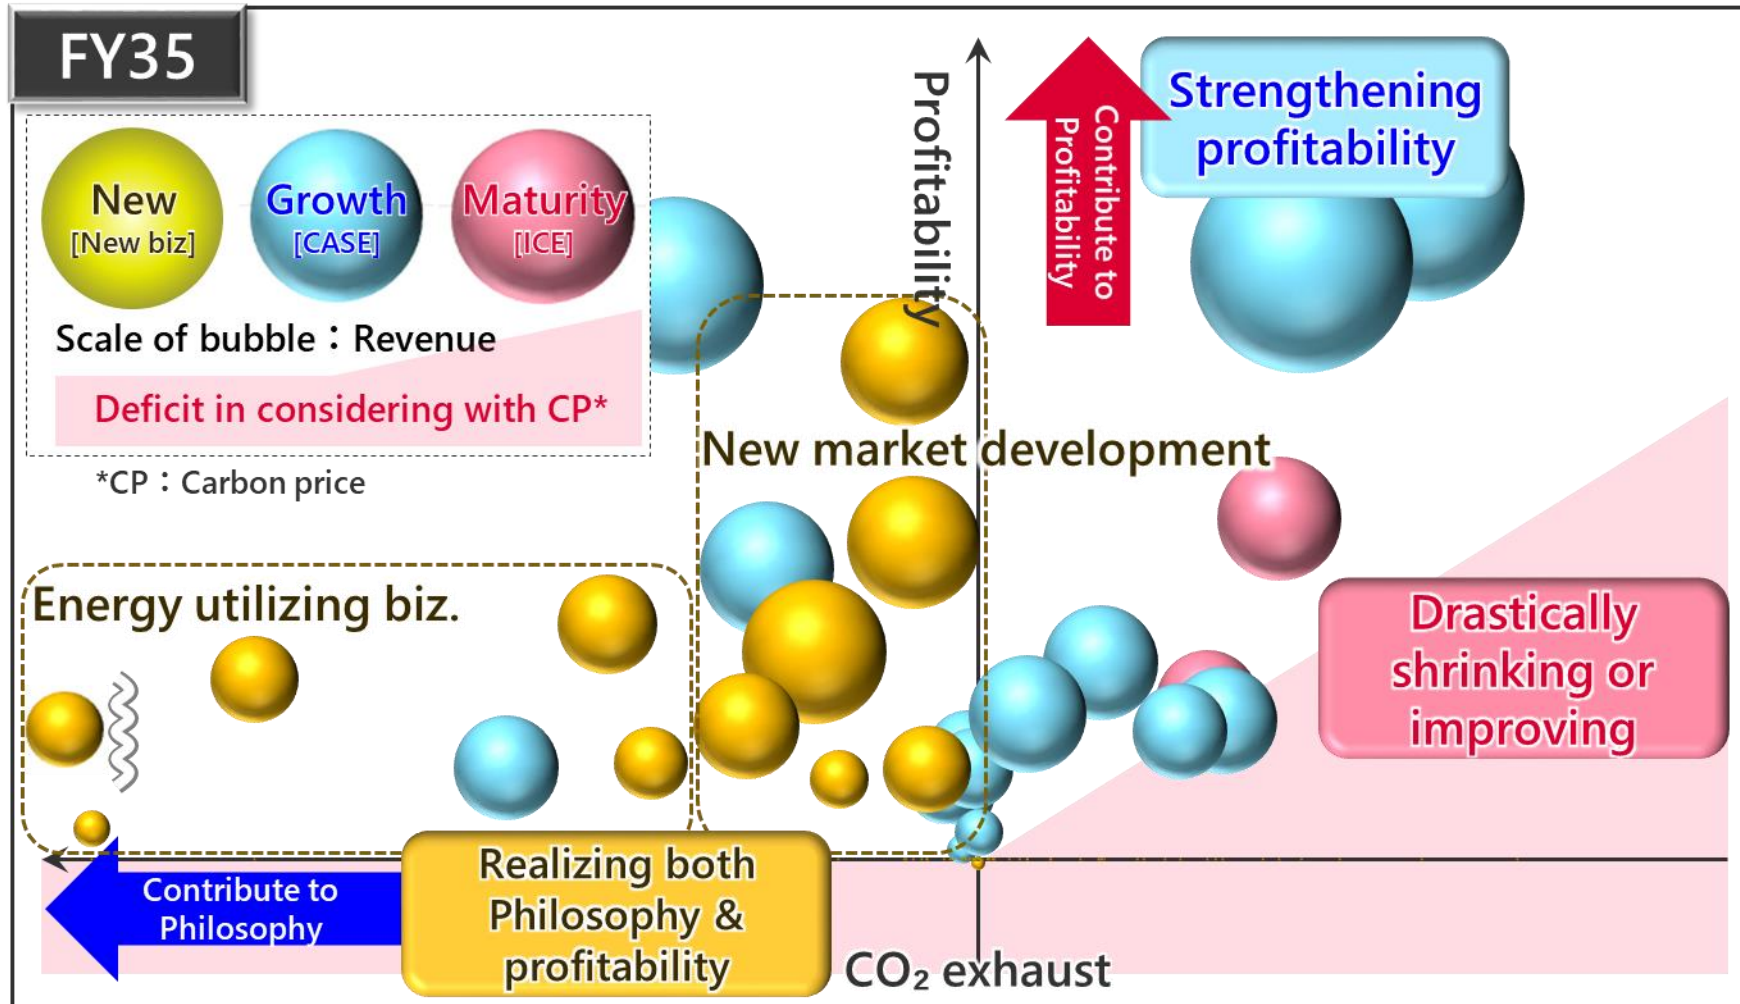 FY35
New
[New biz]
Growth
[CASE]
Maturity
[ICE]
Scale of bubble：Revenue
Deficit in considering with CP*
*CP：Carbon price
Profitability
Contribute to
Profitability
Strengthening
profitability
New market development
Energy utilizing biz.
Drastically
shrinking or
improving
Contribute to
Philosophy
Realizing both
Philosophy &
profitability
CO₂ exhaust